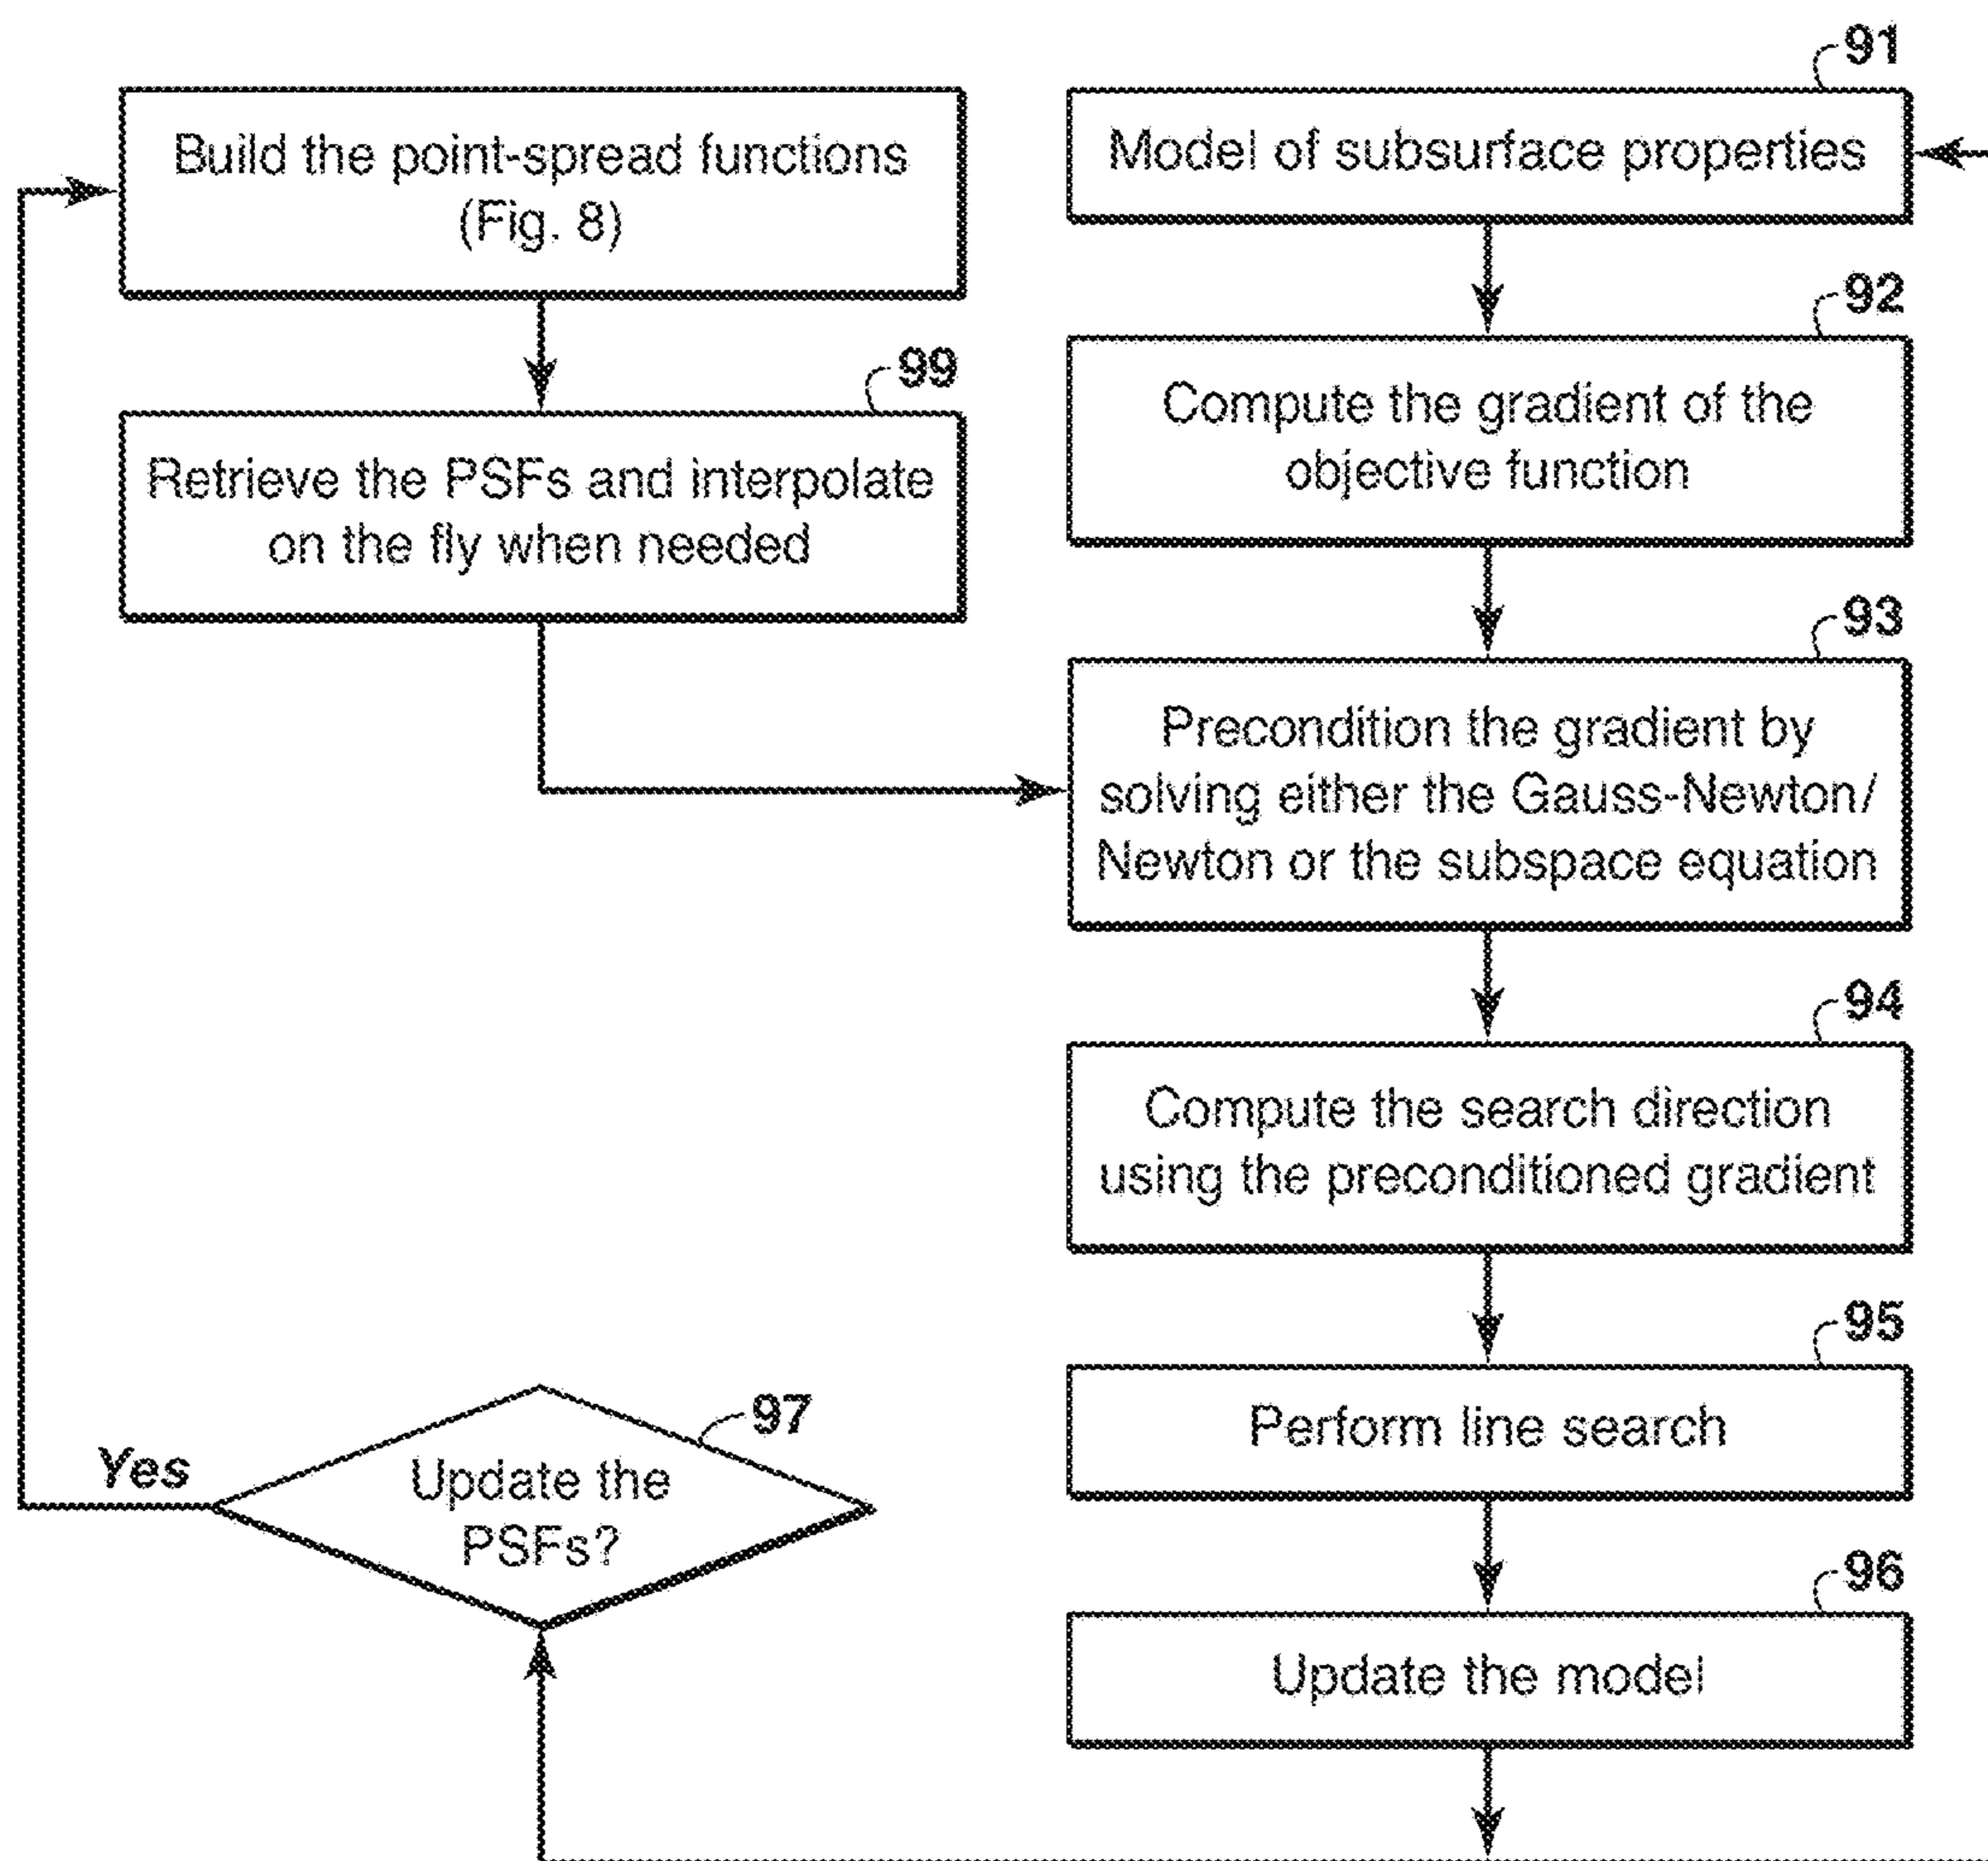 Build the point-spread functions
(Fig. 8)
99
Retrieve the PSFs and interpolate
on the fly when needed
91
Model of subsurface properties
92
Compute the gradient of the
objective function
93
Precondition the gradient by
solving either the Gauss-Newton/
Newton or the subspace equation
94
Compute the search direction
using the preconditioned gradient
95
Perform line search
96
Update the model
97
Update the
PSFs?
Yes